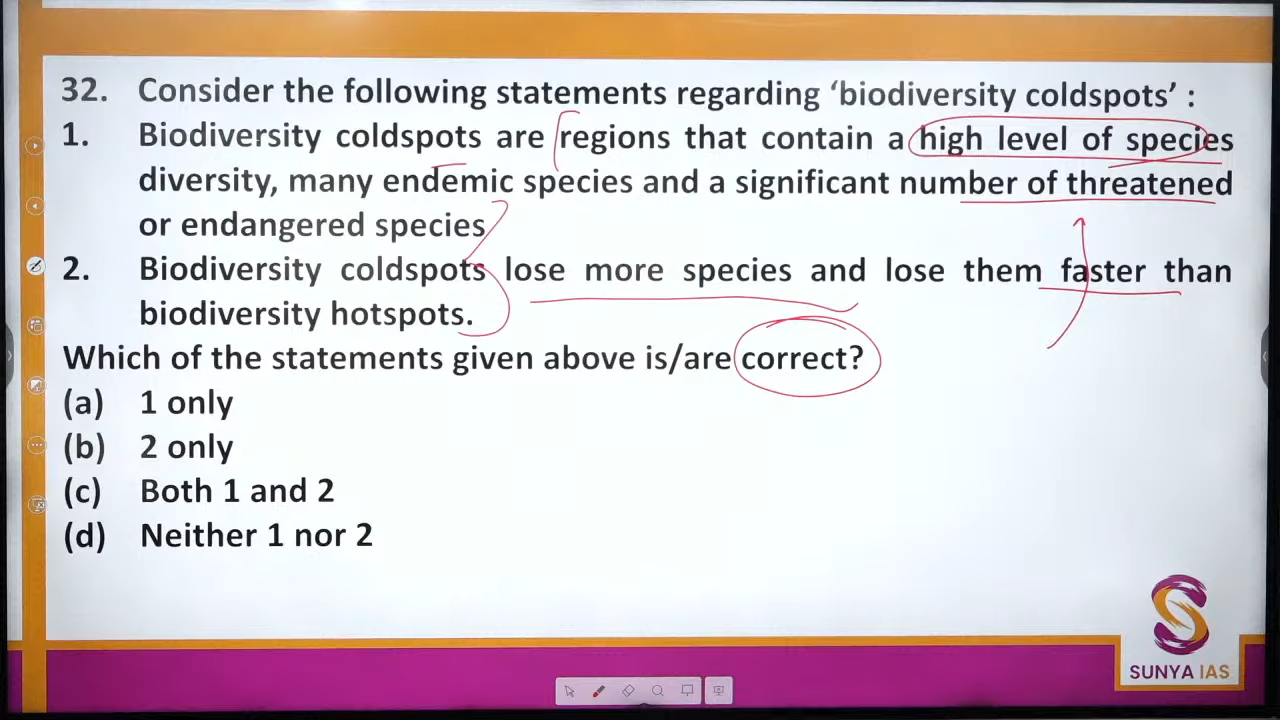 32. Consider the following statements regarding ‘biodiversity coldspots’ :
1. Biodiversity coldspots are regions that contain a high level of species
diversity, many endemic species and a significant number of threatened
or endangered species
2. Biodiversity coldspots lose more species and lose them faster than
biodiversity hotspots.
Which of the statements given above is/are correct?
(a) 1 only
(b) 2 only
(c) Both 1 and 2
(d) Neither 1 nor 2
SUNYA IAS